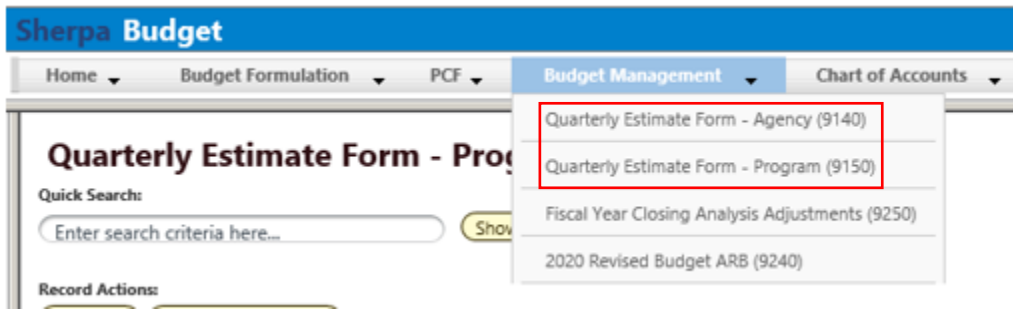 Sherpa Budget
Home Budget Formulation PCF Budget Management Chart of Accounts
Quarterly Estimate Form - Agency (9140)
Quarterly Estimate Form - Program (9150)
Fiscal Year Closing Analysis Adjustments (9250)
2020 Revised Budget ARB (9240)
Quarterly Estimate Form - Prog
Quick Search:
Enter search criteria here...
Show
Record Actions: